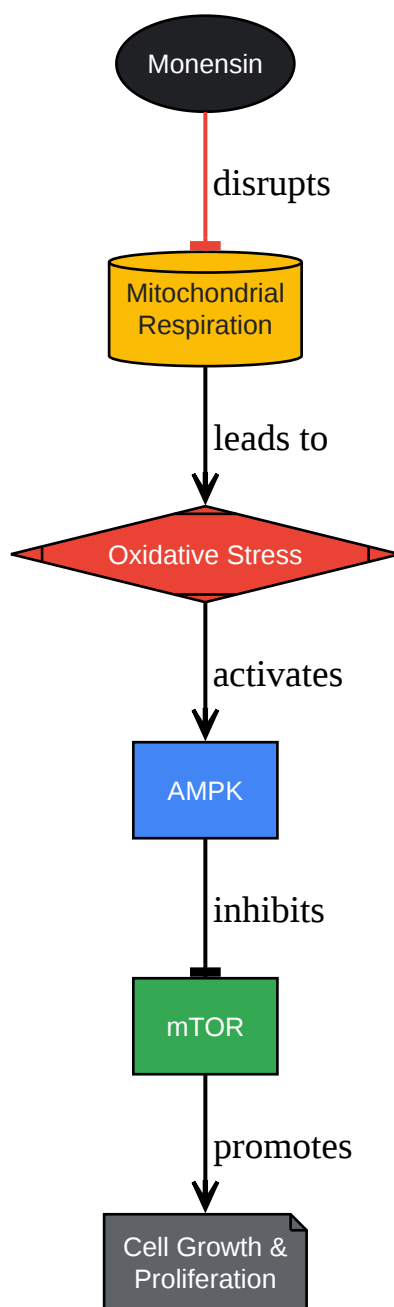 Monensin
disrupts
Mitochondrial
Respiration
leads to
Oxidative Stress
activates
AMPK
inhibits
mTOR
promotes
Cell Growth &
Proliferation